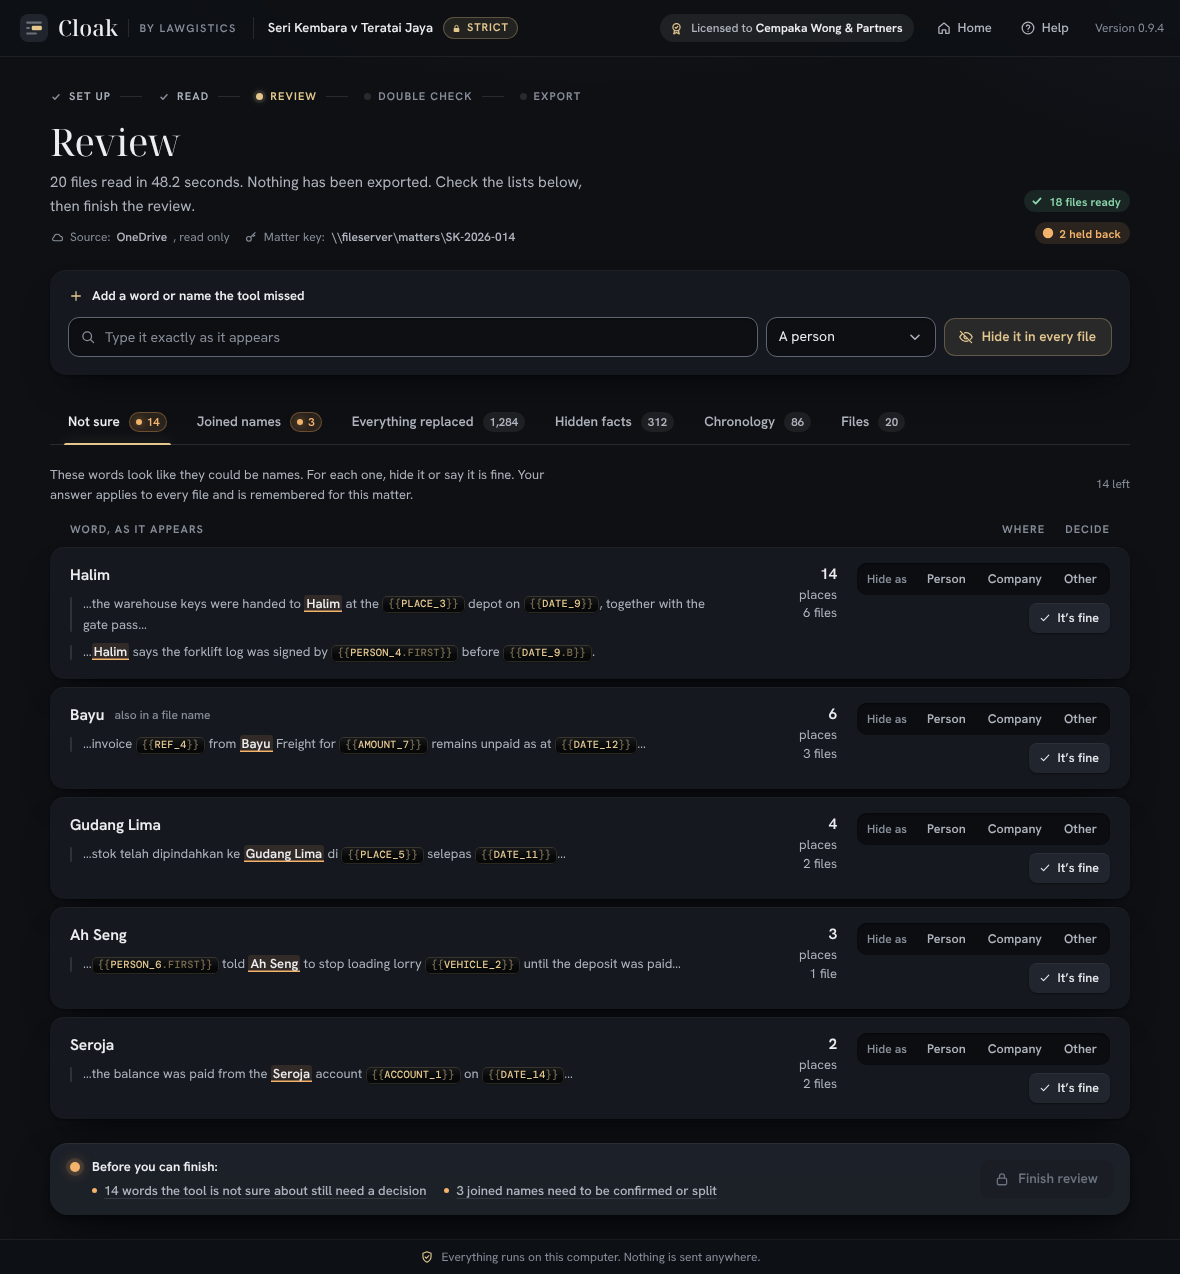 Cloak BY LAWGISTICS Seri Kembara v Teratai Jaya STRICT Licensed to Cempaka Wong & Partners Home Help Version 0.9.4
SET UP READ REVIEW DOUBLE CHECK EXPORT
Review
20 files read in 48.2 seconds. Nothing has been exported. Check the lists below,
then finish the review.
18 files ready
Source: OneDrive , read only Matter key: \\fileserver\matters\SK-2026-014
2 held back
Add a word or name the tool missed
Type it exactly as it appears A person Hide it in every file
Not sure 14 Joined names 3 Everything replaced 1,284 Hidden facts 312 Chronology 86 Files 20
These words look like they could be names. For each one, hide it or say it is fine. Your
answer applies to every file and is remembered for this matter.
14 left
WORD, AS IT APPEARS WHERE DECIDE
Halim 14 Hide as Person Company Other
places
6 files
It's fine
…the warehouse keys were handed to Halim at the {{PLACE_3}} depot on {{DATE_9}}, together with the
gate pass…
…Halim says the forklift log was signed by {{PERSON_4.FIRST}} before {{DATE_9.B}}.
Bayu also in a file name 6 Hide as Person Company Other
places
3 files
It's fine
…invoice {{REF_4}} from Bayu Freight for {{AMOUNT_7}} remains unpaid as at {{DATE_12}}…
Gudang Lima 4 Hide as Person Company Other
places
2 files
It's fine
…stok telah dipindahkan ke Gudang Lima di {{PLACE_5}} selepas {{DATE_11}}…
Ah Seng 3 Hide as Person Company Other
places
1 file
It's fine
…{{PERSON_6.FIRST}} told Ah Seng to stop loading lorry {{VEHICLE_2}} until the deposit was paid…
Seroja 2 Hide as Person Company Other
places
2 files
It's fine
…the balance was paid from the Seroja account {{ACCOUNT_1}} on {{DATE_14}}…
Before you can finish:
14 words the tool is not sure about still need a decision 3 joined names need to be confirmed or split
Finish review
Everything runs on this computer. Nothing is sent anywhere.